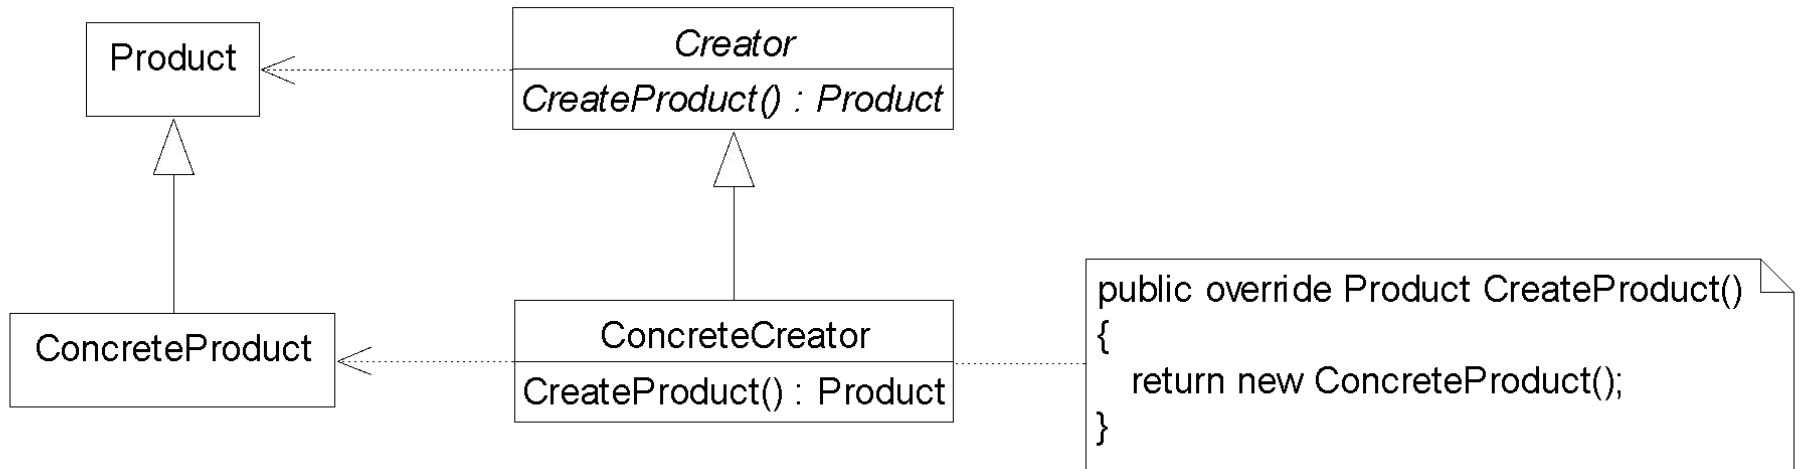 Product
Creator
CreateProduct() : Product
ConcreteProduct
ConcreteCreator
CreateProduct() : Product
public override Product CreateProduct()
{
return new ConcreteProduct();
}